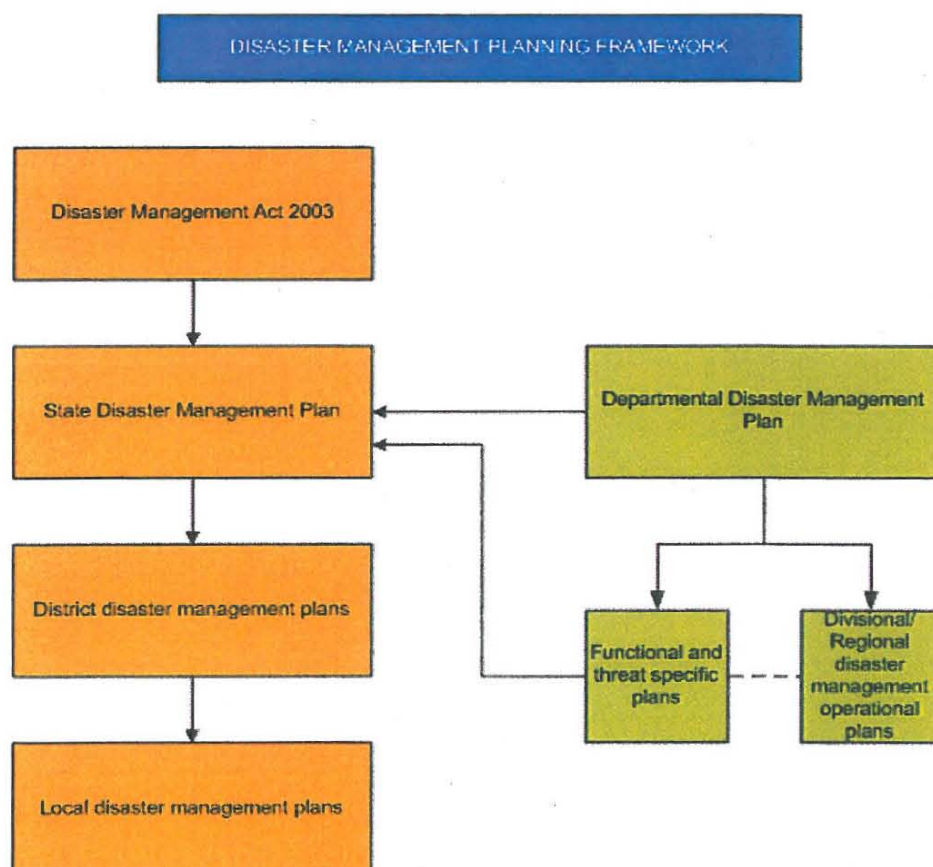 DISASTER MANAGEMENT PLANNING FRAMEWORK
Disaster Management Act 2003
State Disaster Management Plan
Departmental Disaster Management
Plan
District disaster management plans
Functional and
threat specific
plans
Divisional/
Regional
disaster
management
operational
plans
Local disaster management plans